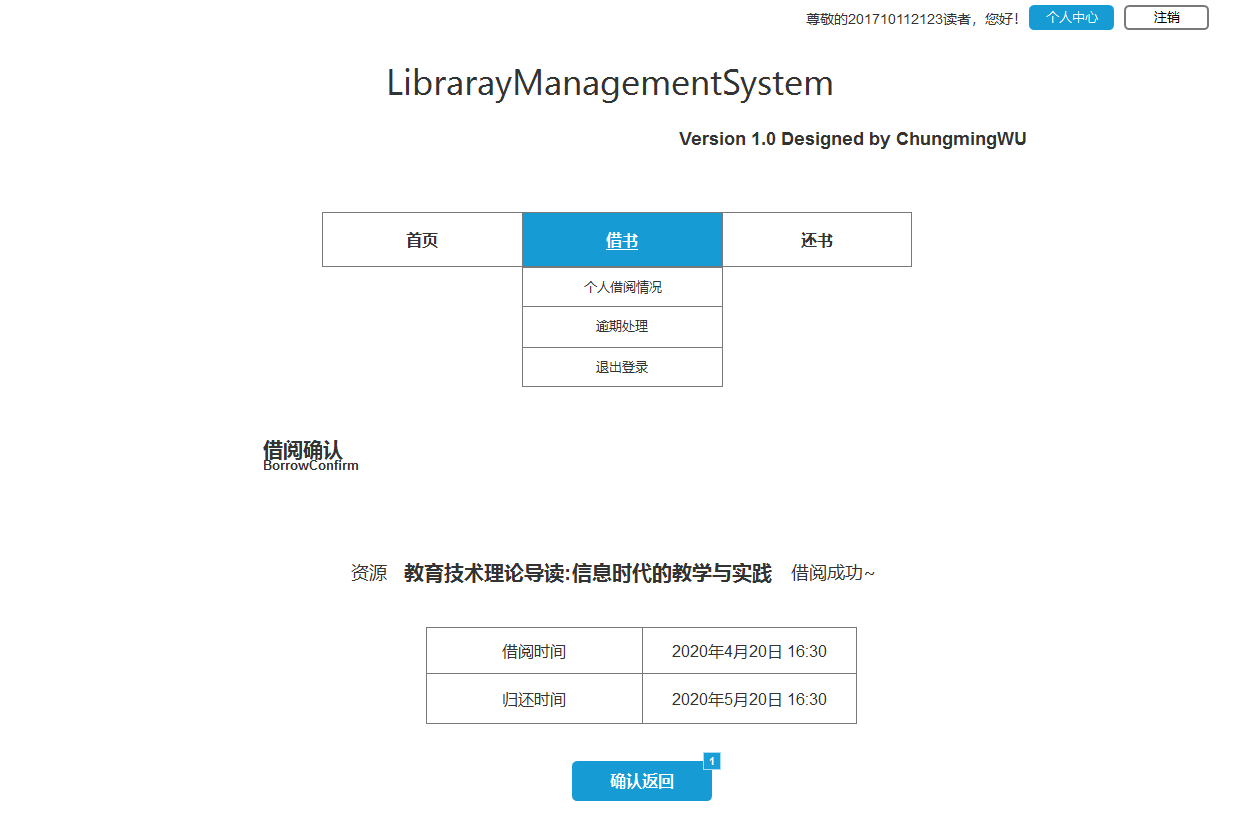 尊敬的201710112123读者，您好！ 个人中心 注销
LibrarayManagementSystem
Version 1.0 Designed by ChungmingWU
首页 借书 还书
个人借阅情况
逾期处理
退出登录
借阅确认
BorrowConfirm
资源 教育技术理论导读:信息时代的教学与实践 借阅成功~
借阅时间 2020年4月20日 16:30
归还时间 2020年5月20日 16:30
1
确认返回